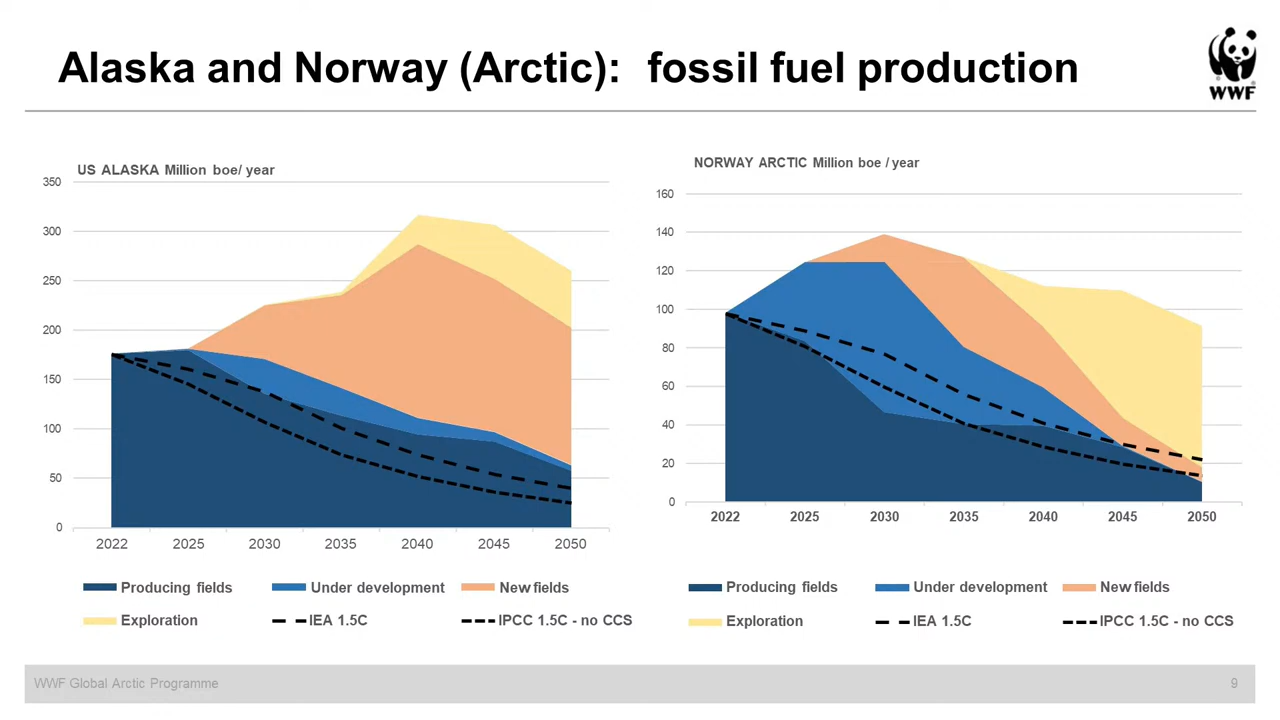 Alaska and Norway (Arctic): fossil fuel production
WWF
US ALASKA Million boe/ year
350
300
250
200
150
100
50
0
2022 2025 2030 2035 2040 2045 2050
Producing fields Under development New fields
Exploration IEA 1.5C IPCC 1.5C - no CCS
NORWAY ARCTIC Million boe / year
160
140
120
100
80
60
40
20
0
2022 2025 2030 2035 2040 2045 2050
Producing fields Under development New fields
Exploration IEA 1.5C IPCC 1.5C - no CCS
WWF Global Arctic Programme
9